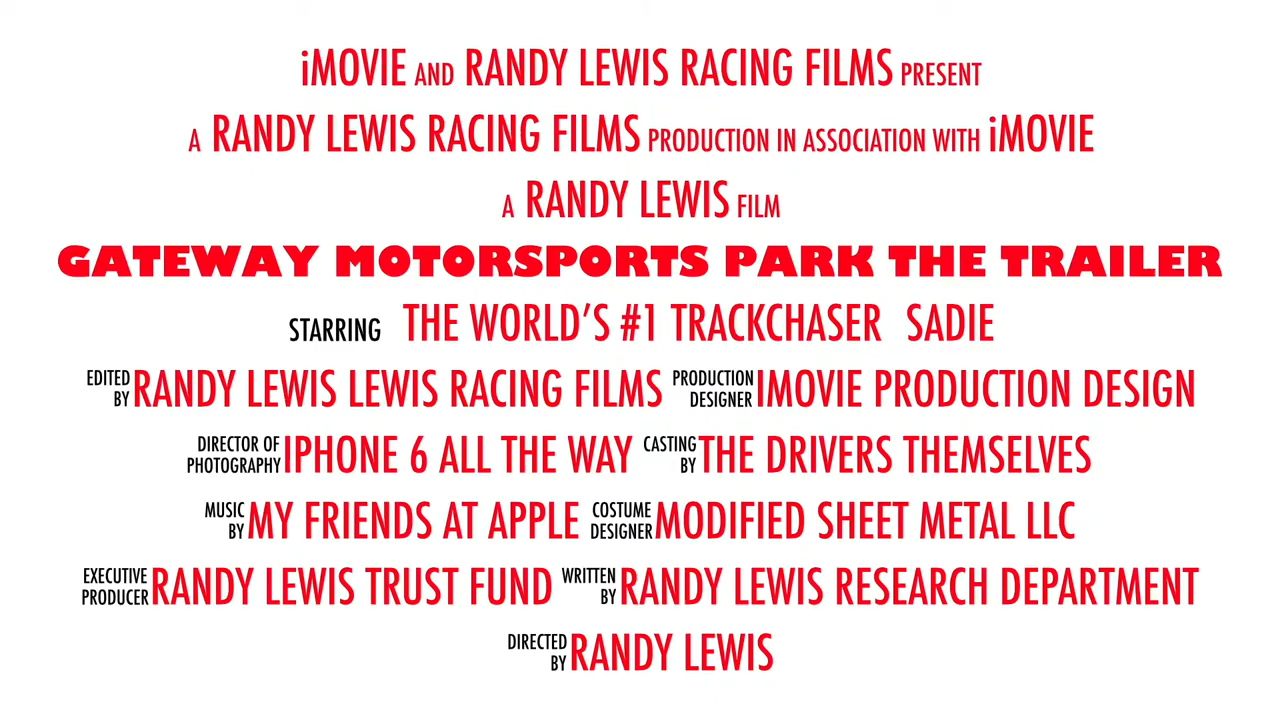 iMOVIE AND RANDY LEWIS RACING FILMS PRESENT
A RANDY LEWIS RACING FILMS PRODUCTION IN ASSOCIATION WITH iMOVIE
A RANDY LEWIS FILM
GATEWAY MOTORSPORTS PARK THE TRAILER
STARRING THE WORLD'S #1 TRACKCHASER SADIE
EDITED BY RANDY LEWIS LEWIS RACING FILMS PRODUCTION DESIGNER IMOVIE PRODUCTION DESIGN
DIRECTOR OF PHOTOGRAPHY IPHONE 6 ALL THE WAY CASTING BY THE DRIVERS THEMSELVES
MUSIC BY MY FRIENDS AT APPLE COSTUME DESIGNER MODIFIED SHEET METAL LLC
EXECUTIVE PRODUCER RANDY LEWIS TRUST FUND WRITTEN BY RANDY LEWIS RESEARCH DEPARTMENT
DIRECTED BY RANDY LEWIS